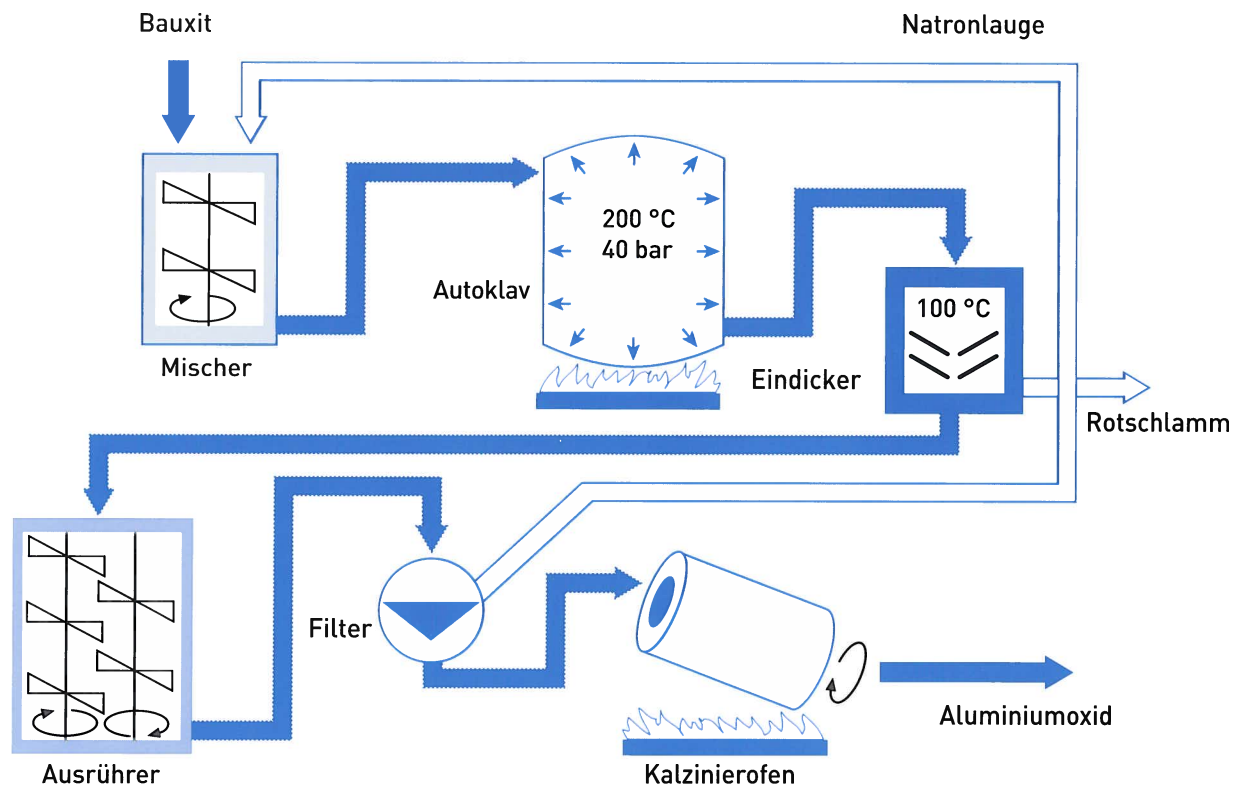 Bauxit
Natronlauge
200 °C
40 bar
Autoklav
100 °C
Mischer
Eindicker
Rotschlamm
Filter
Aluminiumoxid
Ausrührer
Kalzinierofen